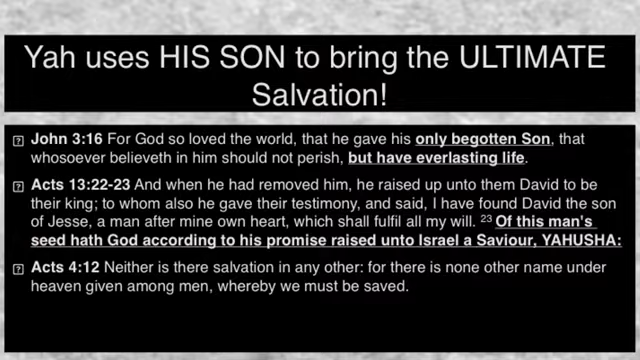 Yah uses HIS SON to bring the ULTIMATE
Salvation!
John 3:16 For God so loved the world, that he gave his only begotten Son, that
whosoever believeth in him should not perish, but have everlasting life.
Acts 13:22-23 And when he had removed him, he raised up unto them David to be
their king; to whom also he gave their testimony, and said, I have found David the son
of Jesse, a man after mine own heart, which shall fulfil all my will. 23 Of this man's
seed hath God according to his promise raised unto Israel a Saviour, YAHUSHA:
Acts 4:12 Neither is there salvation in any other: for there is none other name under
heaven given among men, whereby we must be saved.